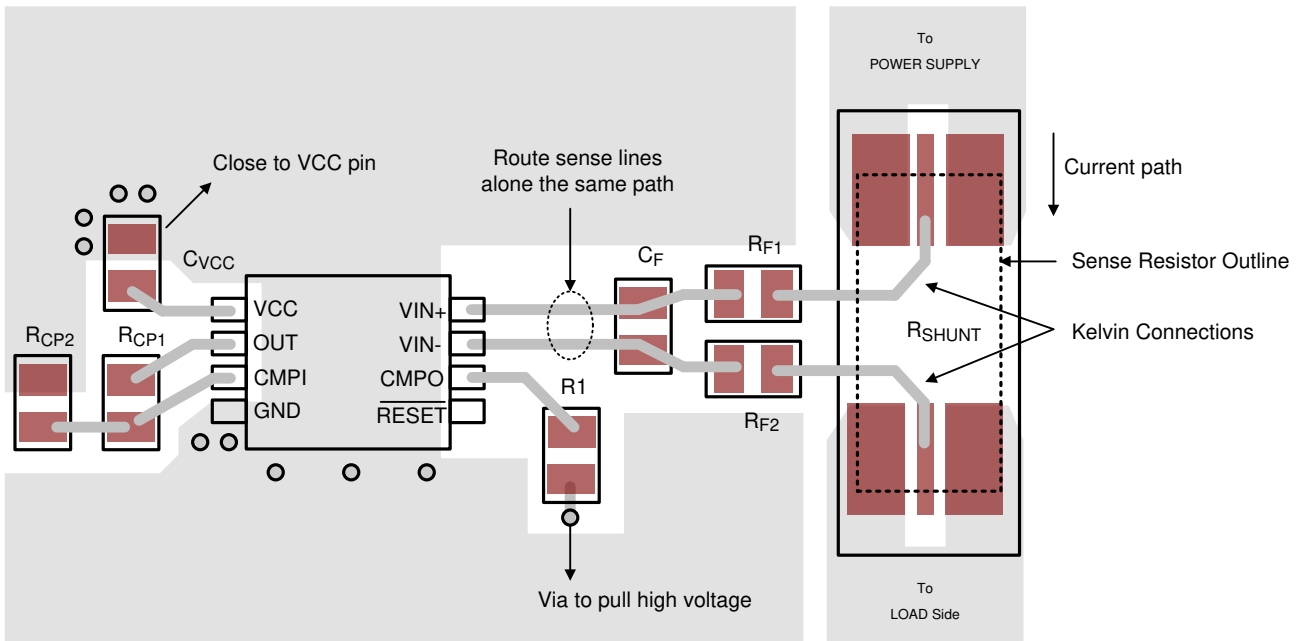 To
POWER SUPPLY
Close to VCC pin
Route sense lines
alone the same path
Current path
CVCC
CF
RF1
Sense Resistor Outline
VCC
VIN+
RCP2
RCP1
OUT
VIN-
RSHUNT
Kelvin Connections
CMPI
CMPO
R1
GND
RESET
RF2
To
LOAD Side
Via to pull high voltage